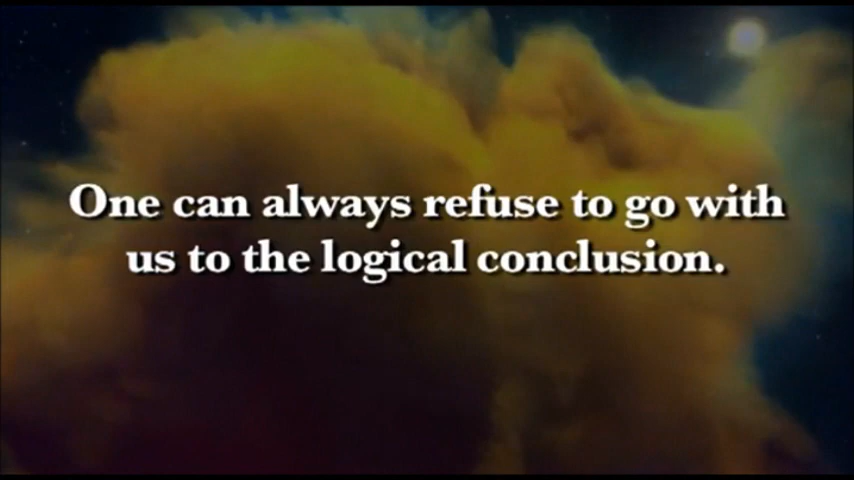 One can always refuse to go with
us to the logical conclusion.